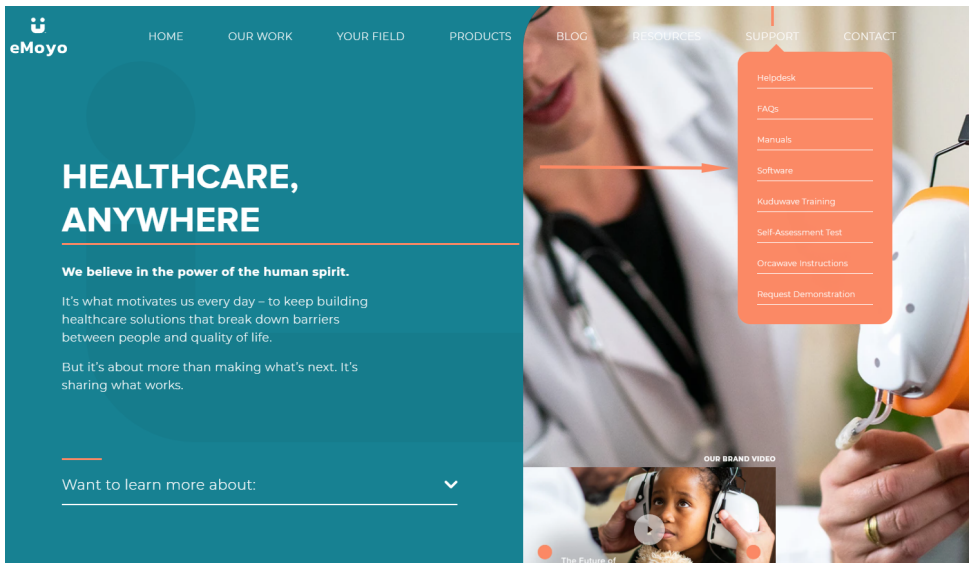 eMoyo
HOME OUR WORK YOUR FIELD PRODUCTS BLOG RESOURCES SUPPORT CONTACT
Helpdesk
FAQs
Manuals
Software
Kuduwave Training
Self-Assessment Test
Orcawave Instructions
Request Demonstration
HEALTHCARE,
ANYWHERE
We believe in the power of the human spirit.
It's what motivates us every day – to keep building
healthcare solutions that break down barriers
between people and quality of life.
But it's about more than making what's next. It's
sharing what works.
Want to learn more about:
OUR BRAND VIDEO
The Future of